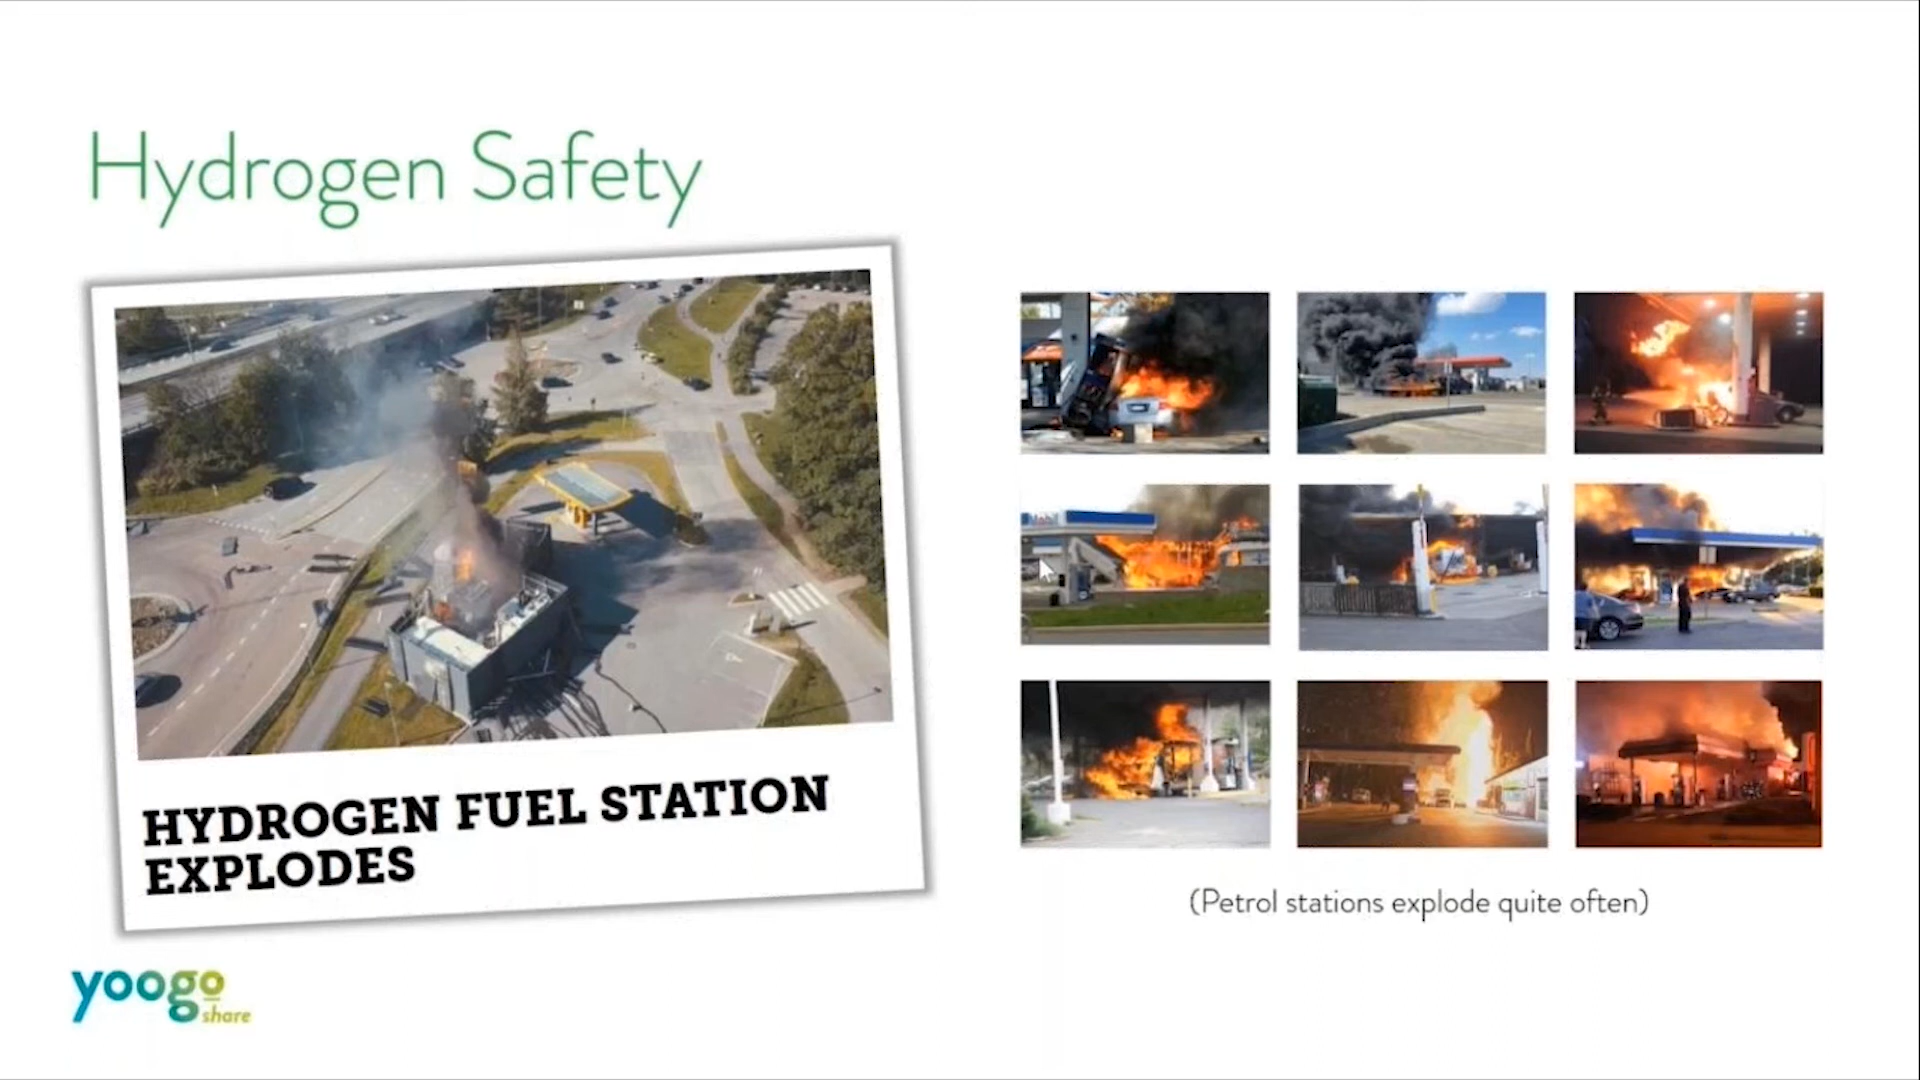 Hydrogen Safety
HYDROGEN FUEL STATION
EXPLODES
(Petrol stations explode quite often)
yoogo
share